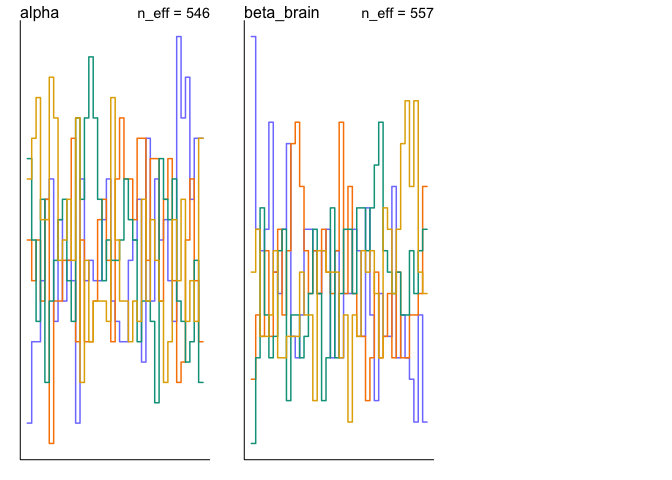 alpha n_eff = 546
beta_brain n_eff = 557